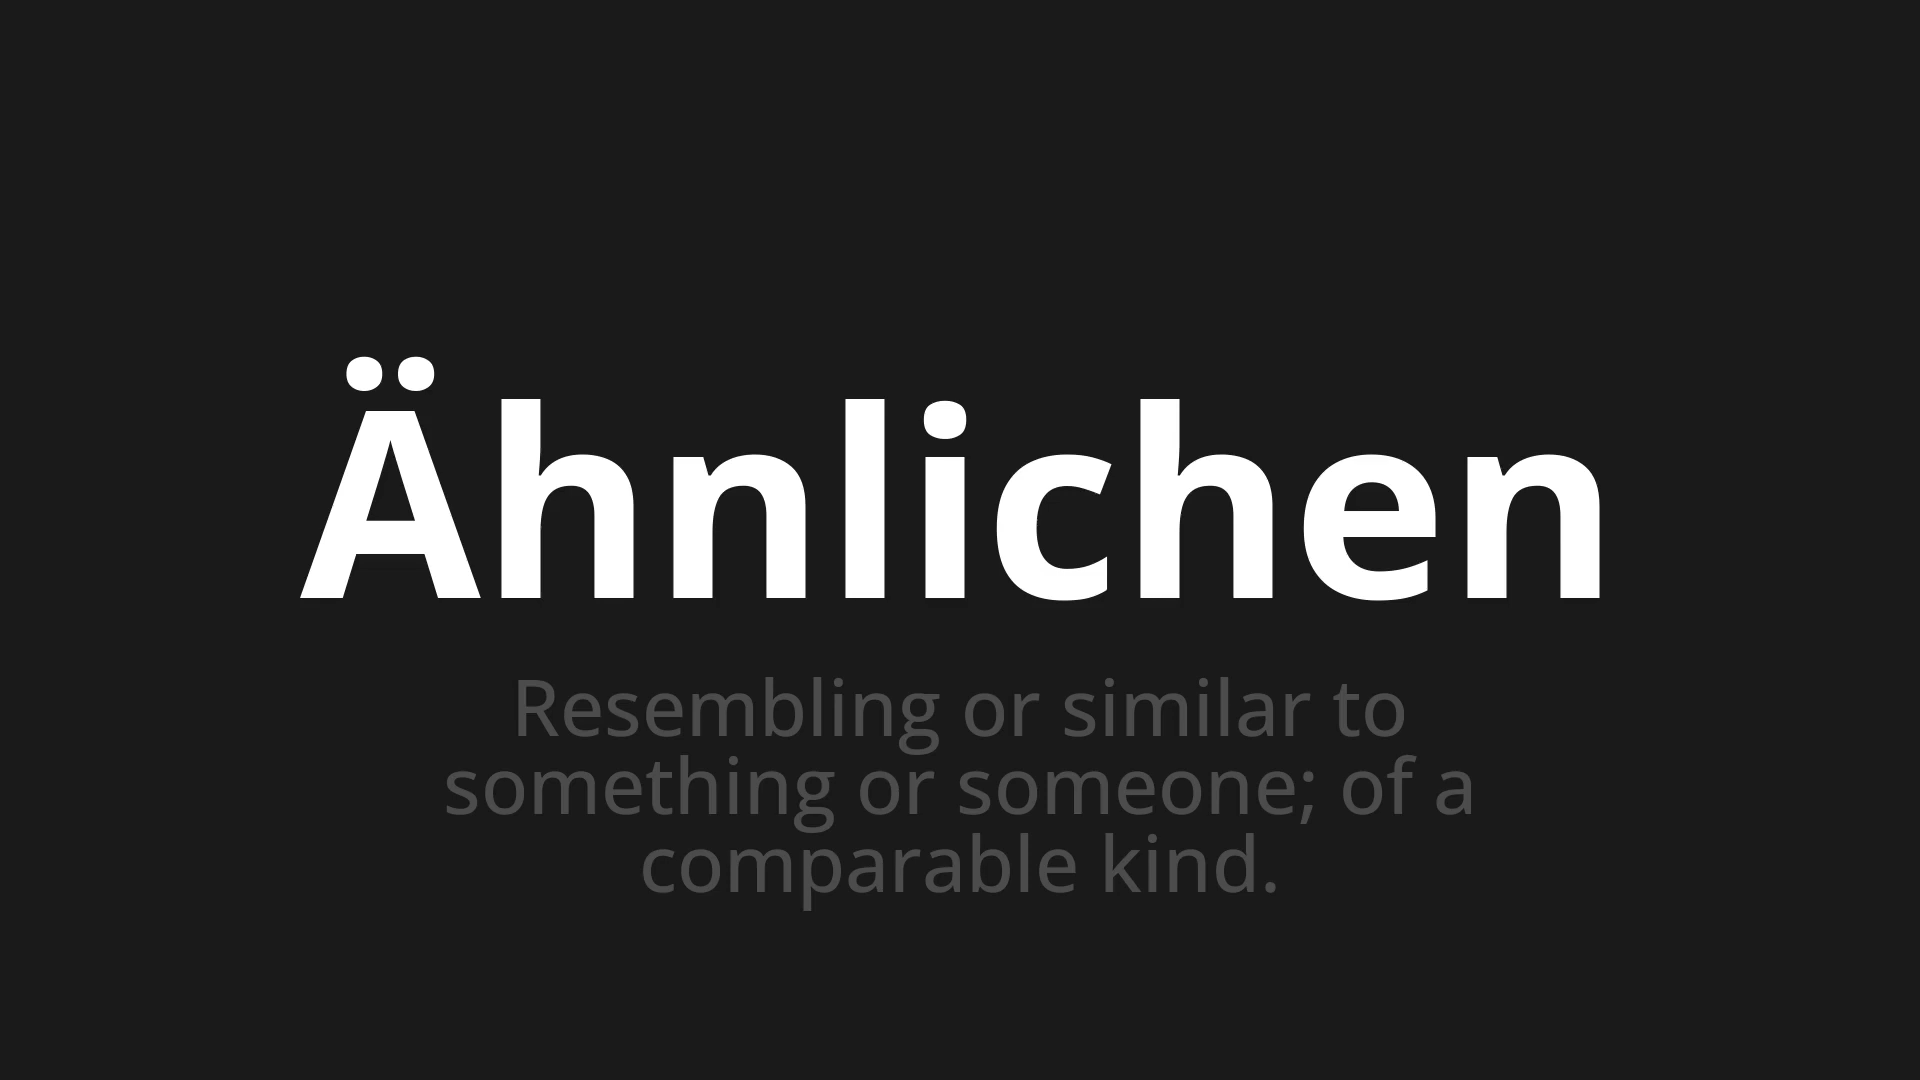 Ähnlichen
Resembling or similar to
something or someone; of a
comparable kind.